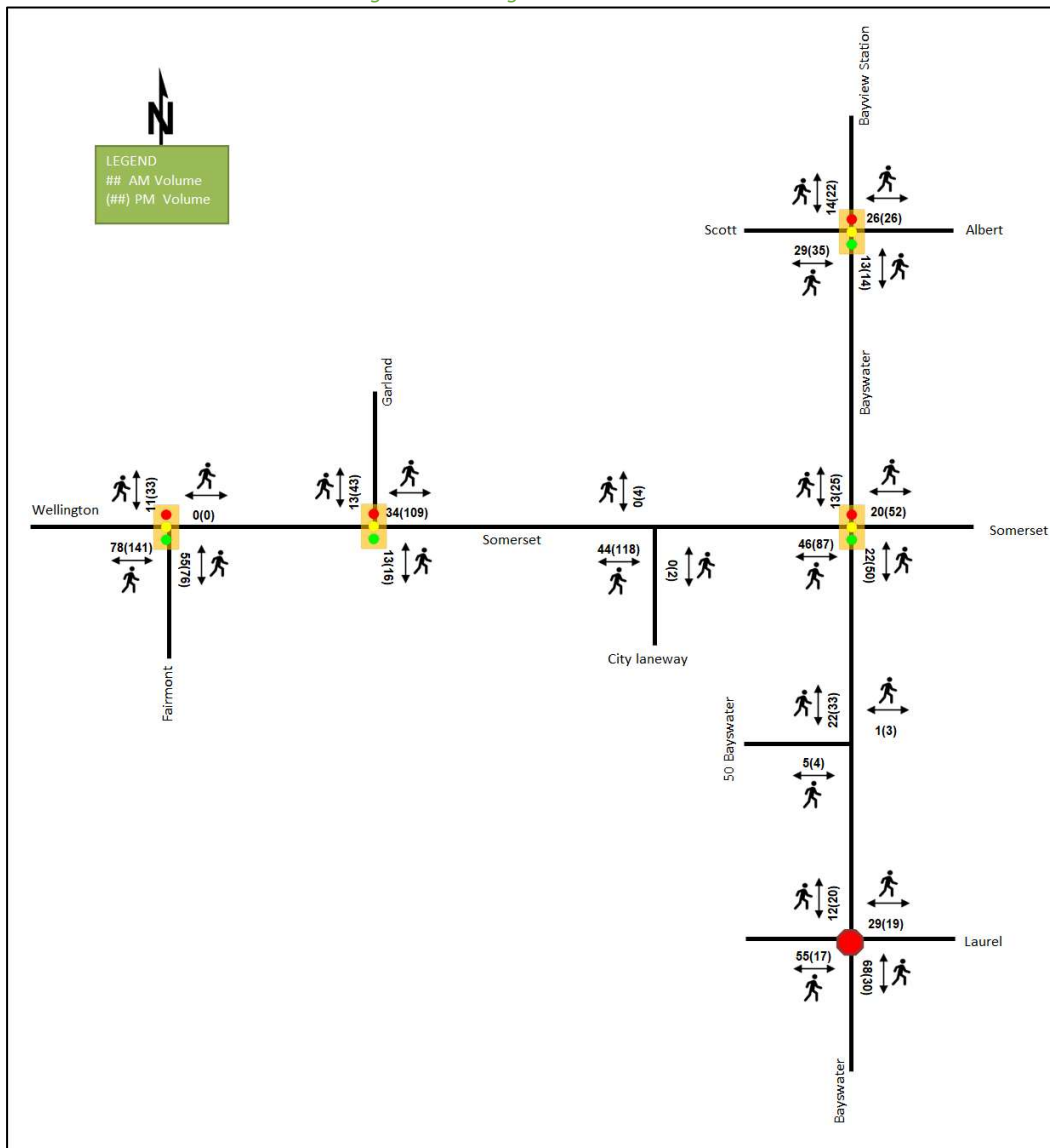 N
LEGEND
## AM Volume
(##) PM Volume
Bayview Station
14(22)
26(26)
Scott
Albert
29(35)
13(14)
Bayswater
Garland
11(33)
0(0)
Wellington
78(141)
55(76)
Fairmont
13(43)
34(109)
13(16)
Somerset
0(4)
44(118)
0(2)
City laneway
13(25)
20(52)
Somerset
46(87)
22(50)
22(33)
1(3)
50 Bayswater
5(4)
12(20)
29(19)
Laurel
55(17)
68(30)
Bayswater